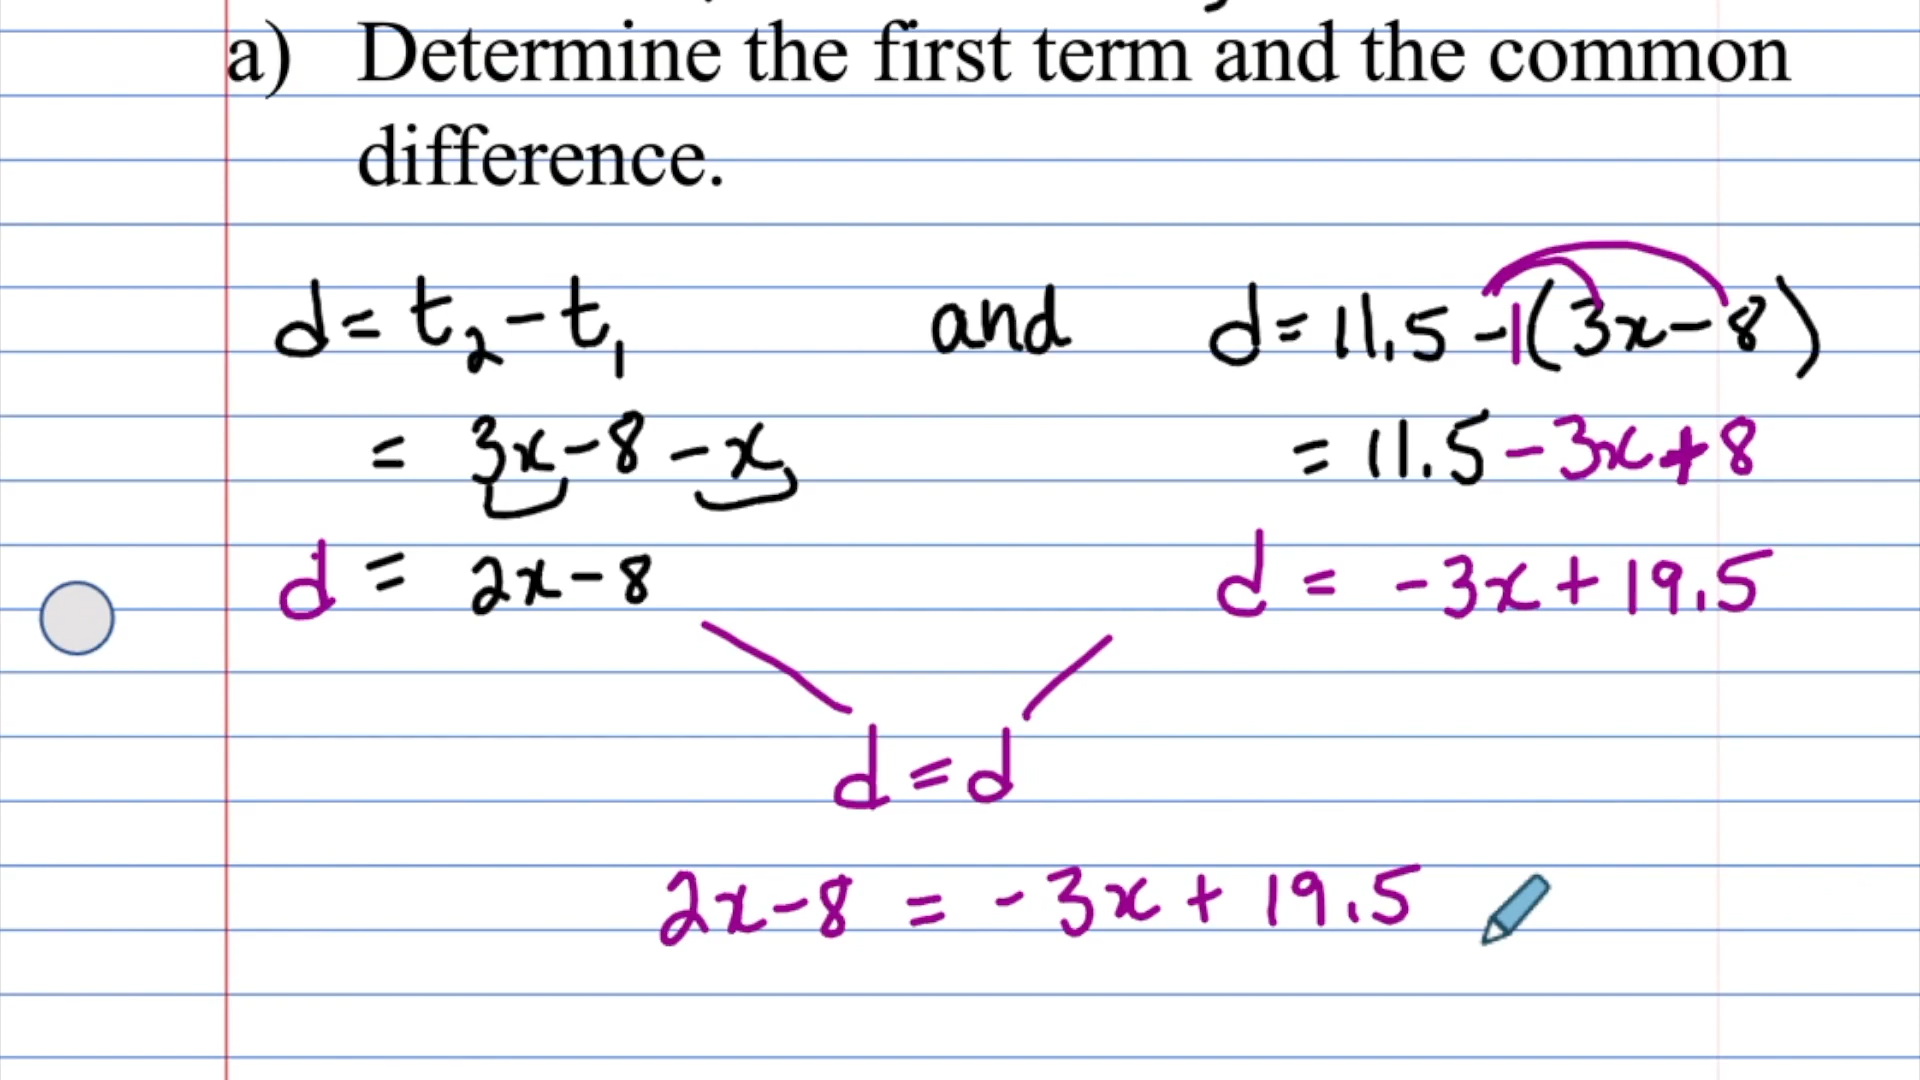 a) Determine the first term and the common
difference.
d = t₂ - t₁ and d = 11.5 -1(3x - 8)
= 3x - 8 - x = 11.5 - 3x + 8
d = 2x - 8 d = -3x + 19.5
d = d
2x - 8 = -3x + 19.5